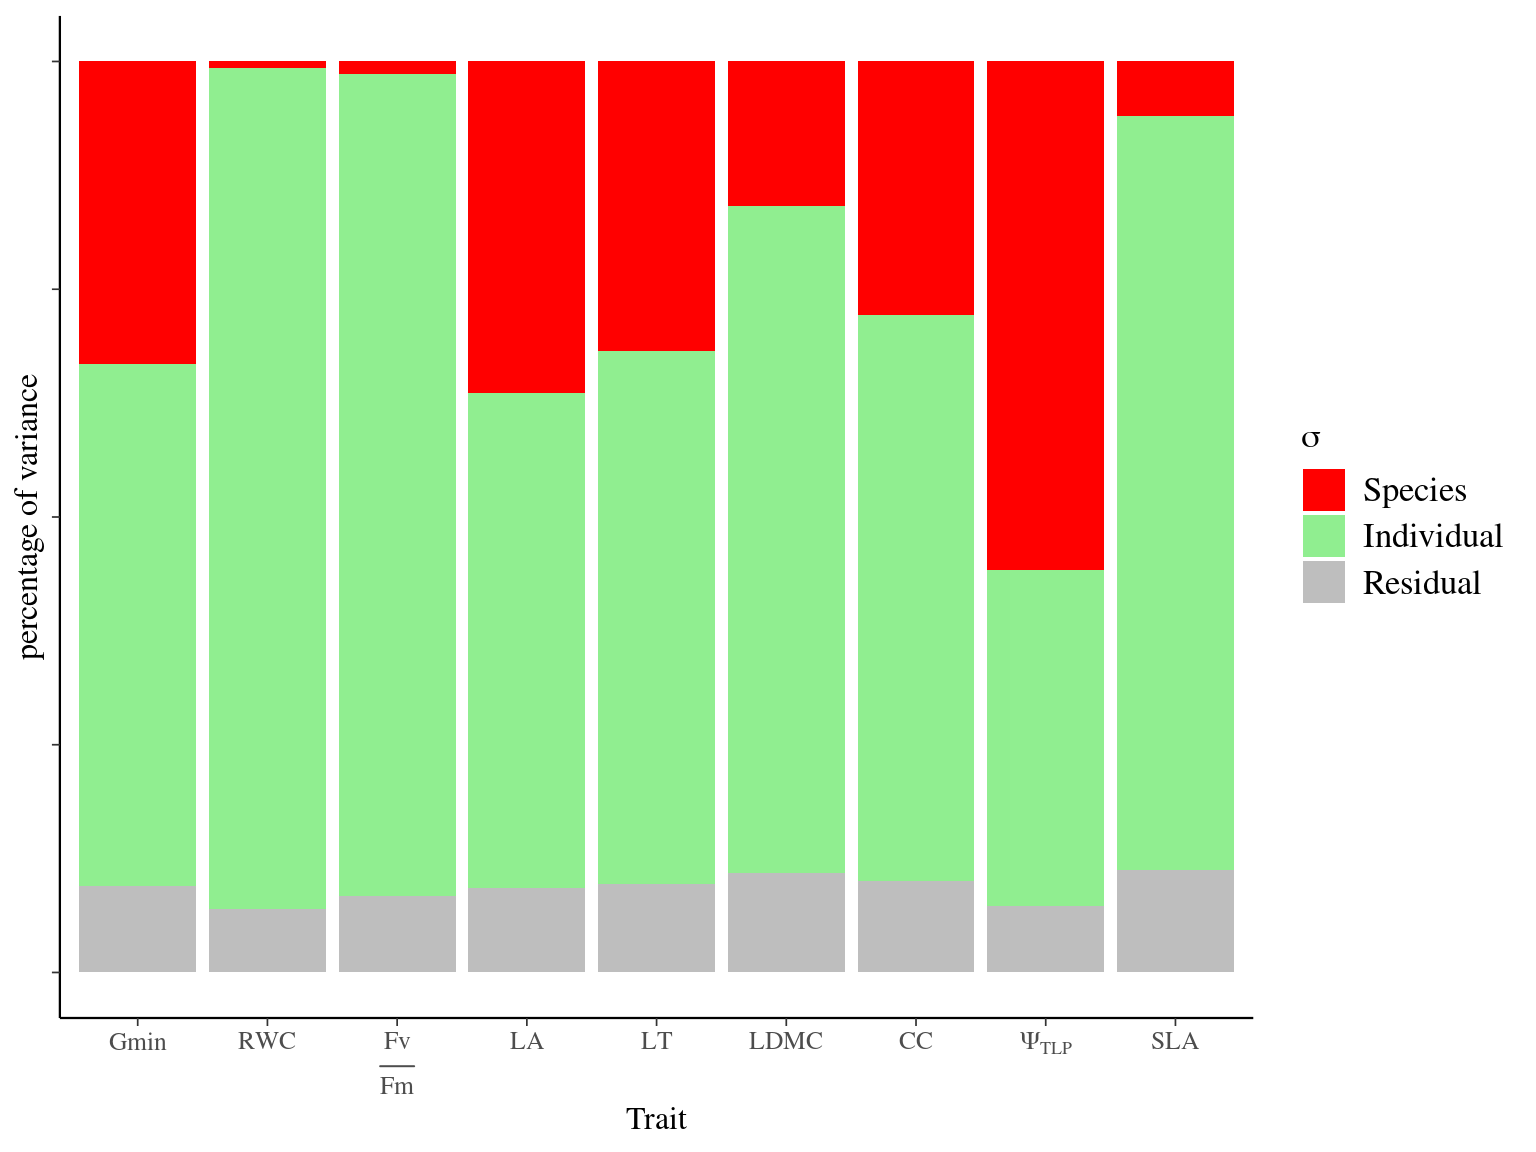 percentage of variance
Gmin RWC Fv LA LT LDMC CC ΨTLP SLA
Fm
Trait
σ
Species
Individual
Residual